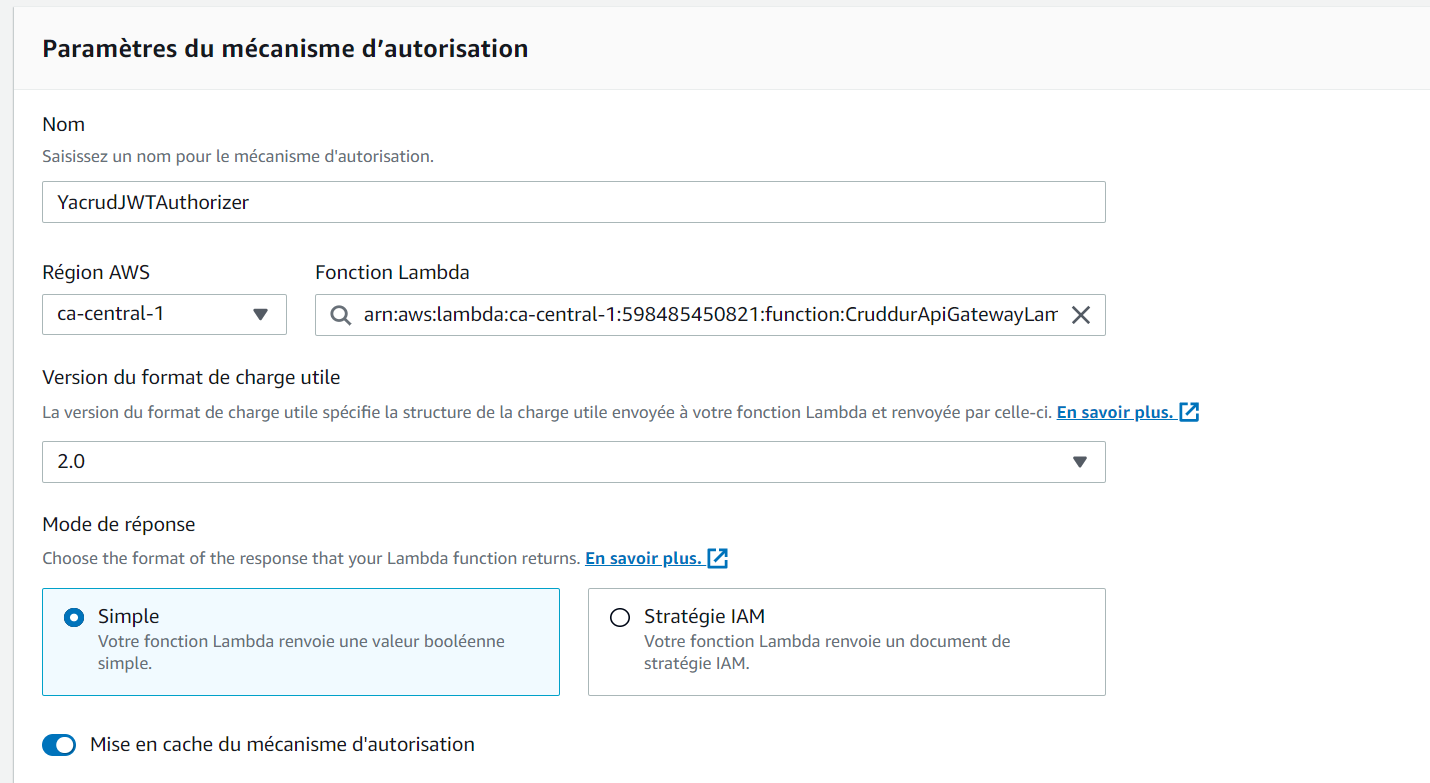 Paramètres du mécanisme d’autorisation
Nom
Saisissez un nom pour le mécanisme d'autorisation.
YacrudJWTAuthorizer
Région AWS
Fonction Lambda
ca-central-1
arn:aws:lambda:ca-central-1:598485450821:function:CruddurApiGatewayLam
Version du format de charge utile
La version du format de charge utile spécifie la structure de la charge utile envoyée à votre fonction Lambda et renvoyée par celle-ci. En savoir plus.
2.0
Mode de réponse
Choose the format of the response that your Lambda function returns. En savoir plus.
Simple
Votre fonction Lambda renvoie une valeur booléenne
simple.
Stratégie IAM
Votre fonction Lambda renvoie un document de
stratégie IAM.
Mise en cache du mécanisme d'autorisation